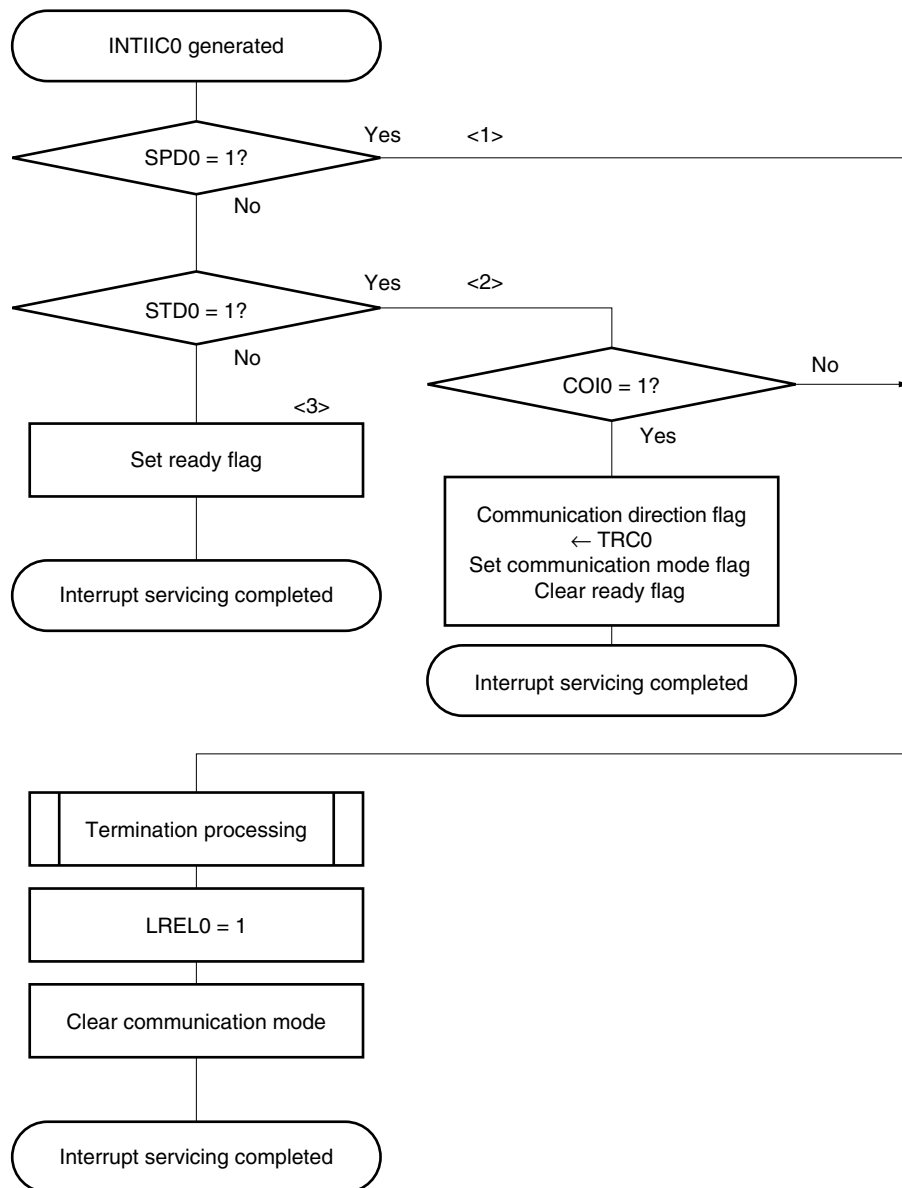 INTIIC0 generated
Yes
<1>
SPD0 = 1?
No
Yes
<2>
STD0 = 1?
No
No
COI0 = 1?
<3>
Yes
Set ready flag
Communication direction flag
← TRC0
Set communication mode flag
Clear ready flag
Interrupt servicing completed
Interrupt servicing completed
Termination processing
LREL0 = 1
Clear communication mode
Interrupt servicing completed